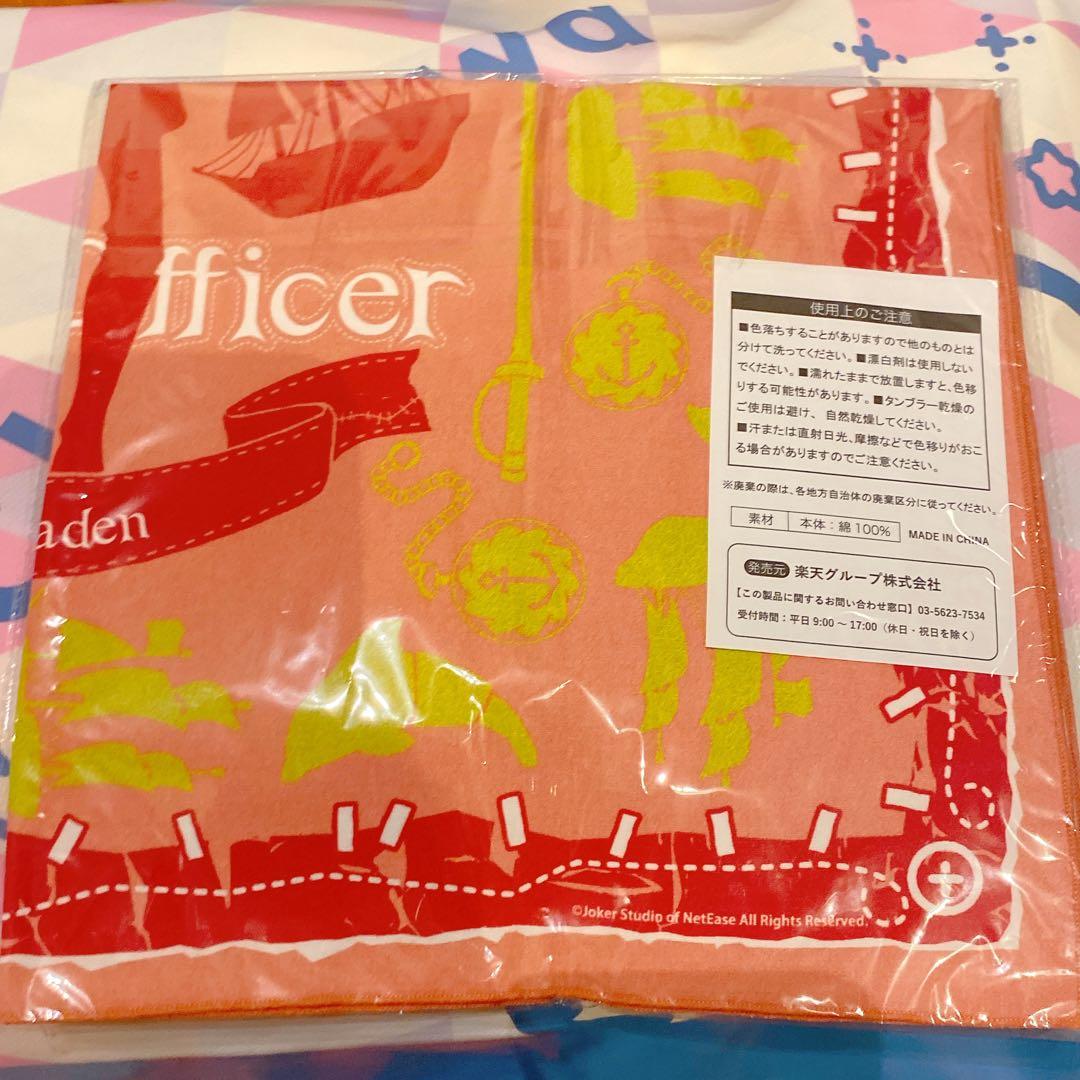 va
fficer
aden
使用上のご注意
■色落ちすることがありますので他のものとは
分けて洗ってください。■漂白剤は使用しない
でください。■濡れたままで放置しますと、色移
りする可能性があります。■タンブラー乾燥の
ご使用は避け、自然乾燥してください。
■汗または直射日光、摩擦などで色移りがおこ
る場合がありますのでご注意ください。
※廃棄の際は、各地方自治体の廃棄区分に従ってください。
素材 本体：綿100% MADE IN CHINA
発売元 楽天グループ株式会社
【この製品に関するお問い合わせ窓口】03-5623-7534
受付時間：平日 9:00 〜 17:00（休日・祝日を除く）
©Joker Studio of NetEase All Rights Reserved.